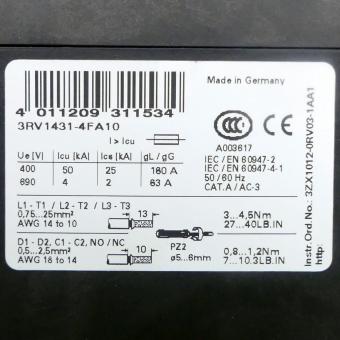 4 011209 311534
Made in Germany
3RV1431-4FA10
I > Icu
CCC
A003617
Ue [V] Icu [kA] Ics [kA] gL / gG
400 50 25 160 A
690 4 2 63 A
IEC / EN 60947-2
IEC / EN 60947-4-1
50 / 60 Hz
CAT. A / AC-3
L1 - T1 / L2 - T2 / L3 - T3
0,75...25mm² 13
AWG 14 to 10
3...4,5Nm
27...40LB.IN
D1 - D2, C1 - C2, NO / NC
0,5...2,5mm² 10
AWG 18 to 14
PZ2
ø5...6mm
0,8...1,2Nm
7...10.3LB.IN
Instr.Ord.No.: 3ZX1012-0RV03-1AA1
http: